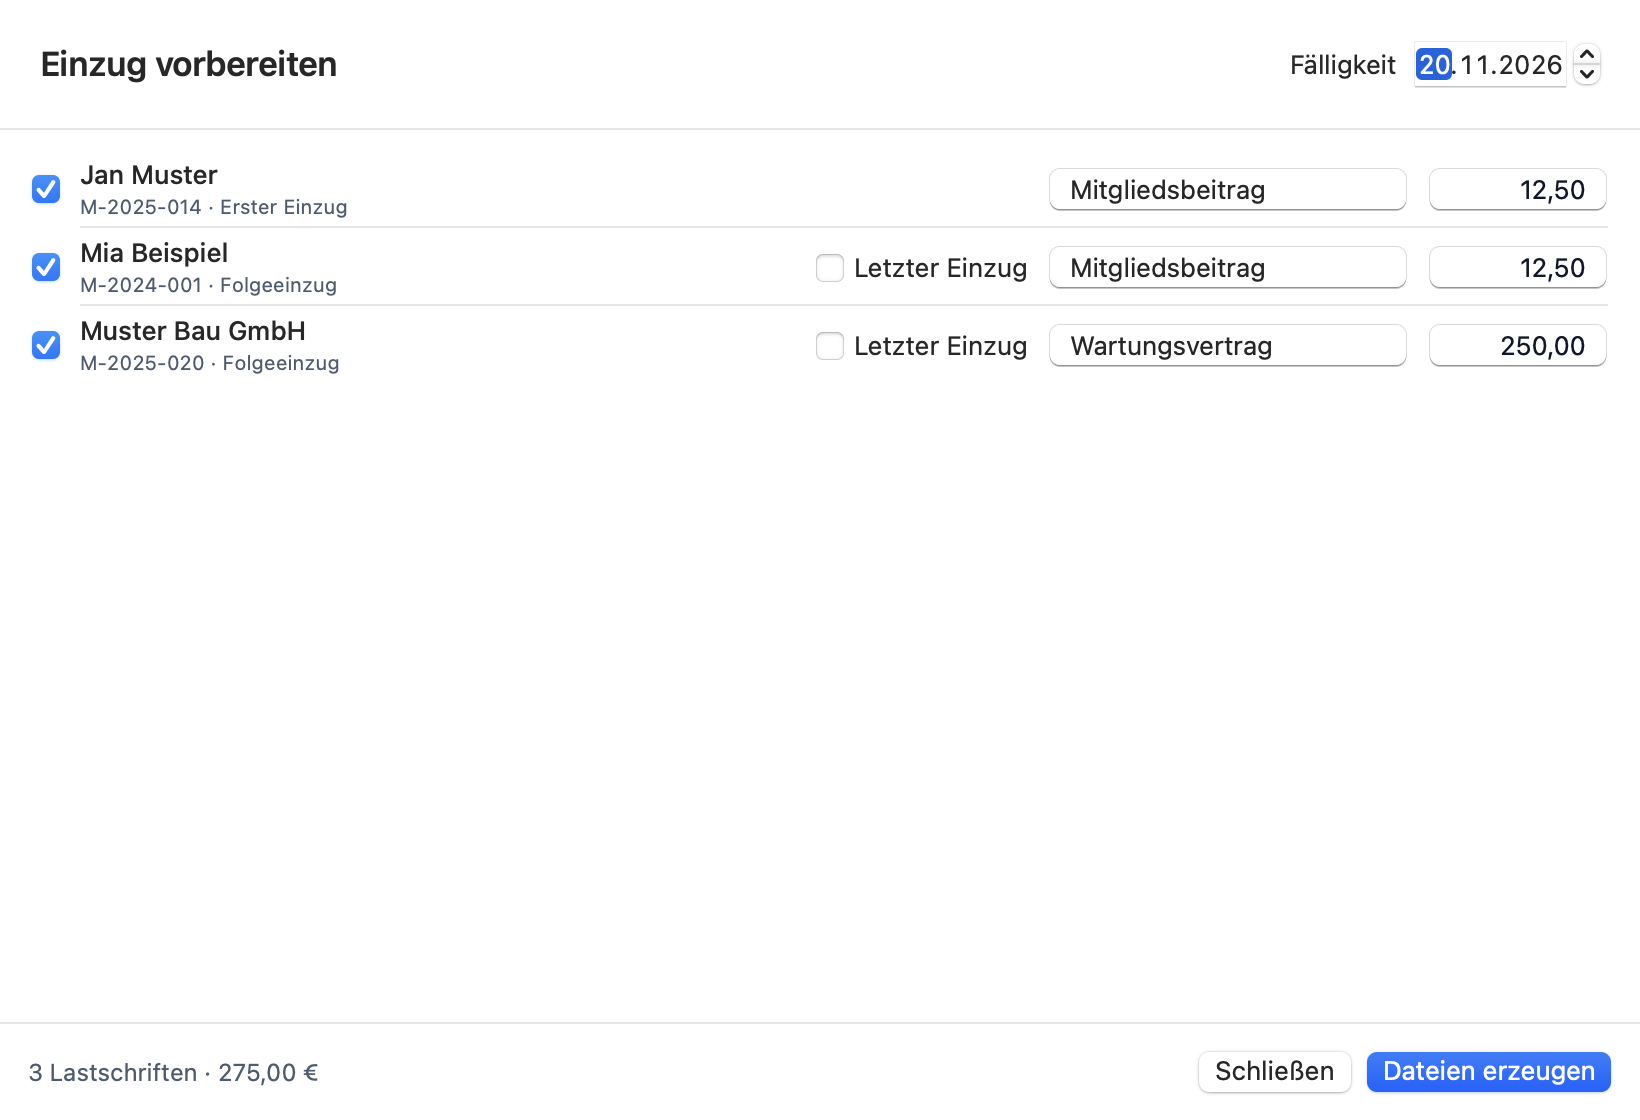 Einzug vorbereiten
Fälligkeit 20.11.2026
Jan Muster
M-2025-014 · Erster Einzug
Mitgliedsbeitrag
12,50
Mia Beispiel
M-2024-001 · Folgeeinzug
Letzter Einzug
Mitgliedsbeitrag
12,50
Muster Bau GmbH
M-2025-020 · Folgeeinzug
Letzter Einzug
Wartungsvertrag
250,00
3 Lastschriften · 275,00 €
Schließen
Dateien erzeugen